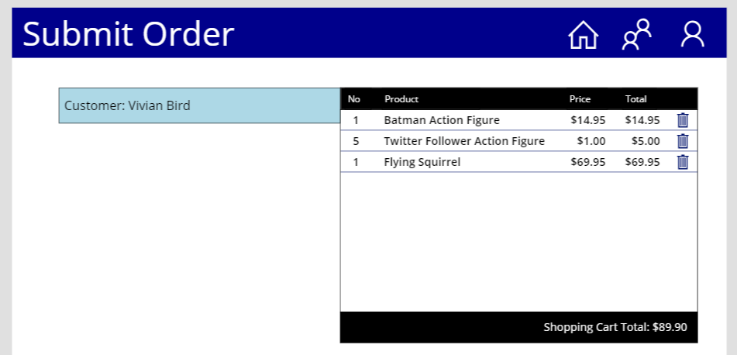 Submit Order
Customer: Vivian Bird
No Product Price Total
1 Batman Action Figure $14.95 $14.95
5 Twitter Follower Action Figure $1.00 $5.00
1 Flying Squirrel $69.95 $69.95
Shopping Cart Total: $89.90